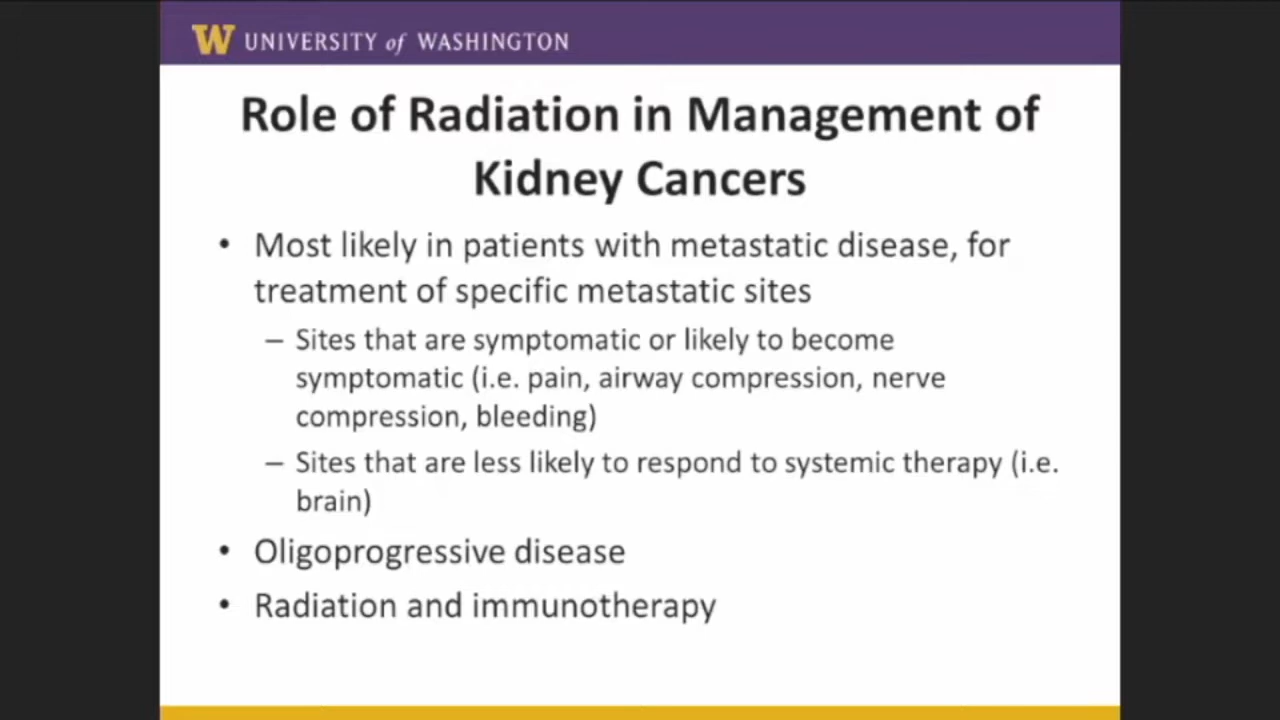 W UNIVERSITY of WASHINGTON
Role of Radiation in Management of
Kidney Cancers
• Most likely in patients with metastatic disease, for
treatment of specific metastatic sites
– Sites that are symptomatic or likely to become
symptomatic (i.e. pain, airway compression, nerve
compression, bleeding)
– Sites that are less likely to respond to systemic therapy (i.e.
brain)
• Oligoprogressive disease
• Radiation and immunotherapy